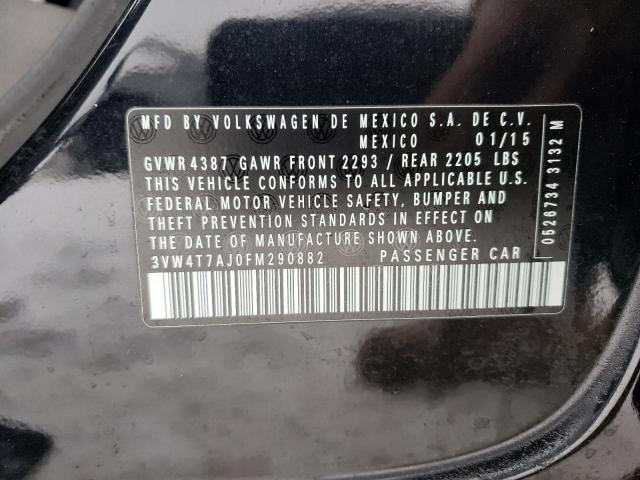 MFD BY VOLKSWAGEN DE MEXICO S.A. DE C.V.
MEXICO 01/15
GVWR 4387 GAWR FRONT 2293 / REAR 2205 LBS
THIS VEHICLE CONFORMS TO ALL APPLICABLE U.S.
FEDERAL MOTOR VEHICLE SAFETY, BUMPER AND
THEFT PREVENTION STANDARDS IN EFFECT ON
THE DATE OF MANUFACTURE SHOWN ABOVE.
3VW4T7AJ0FM290882 PASSENGER CAR
0526734 3132 M